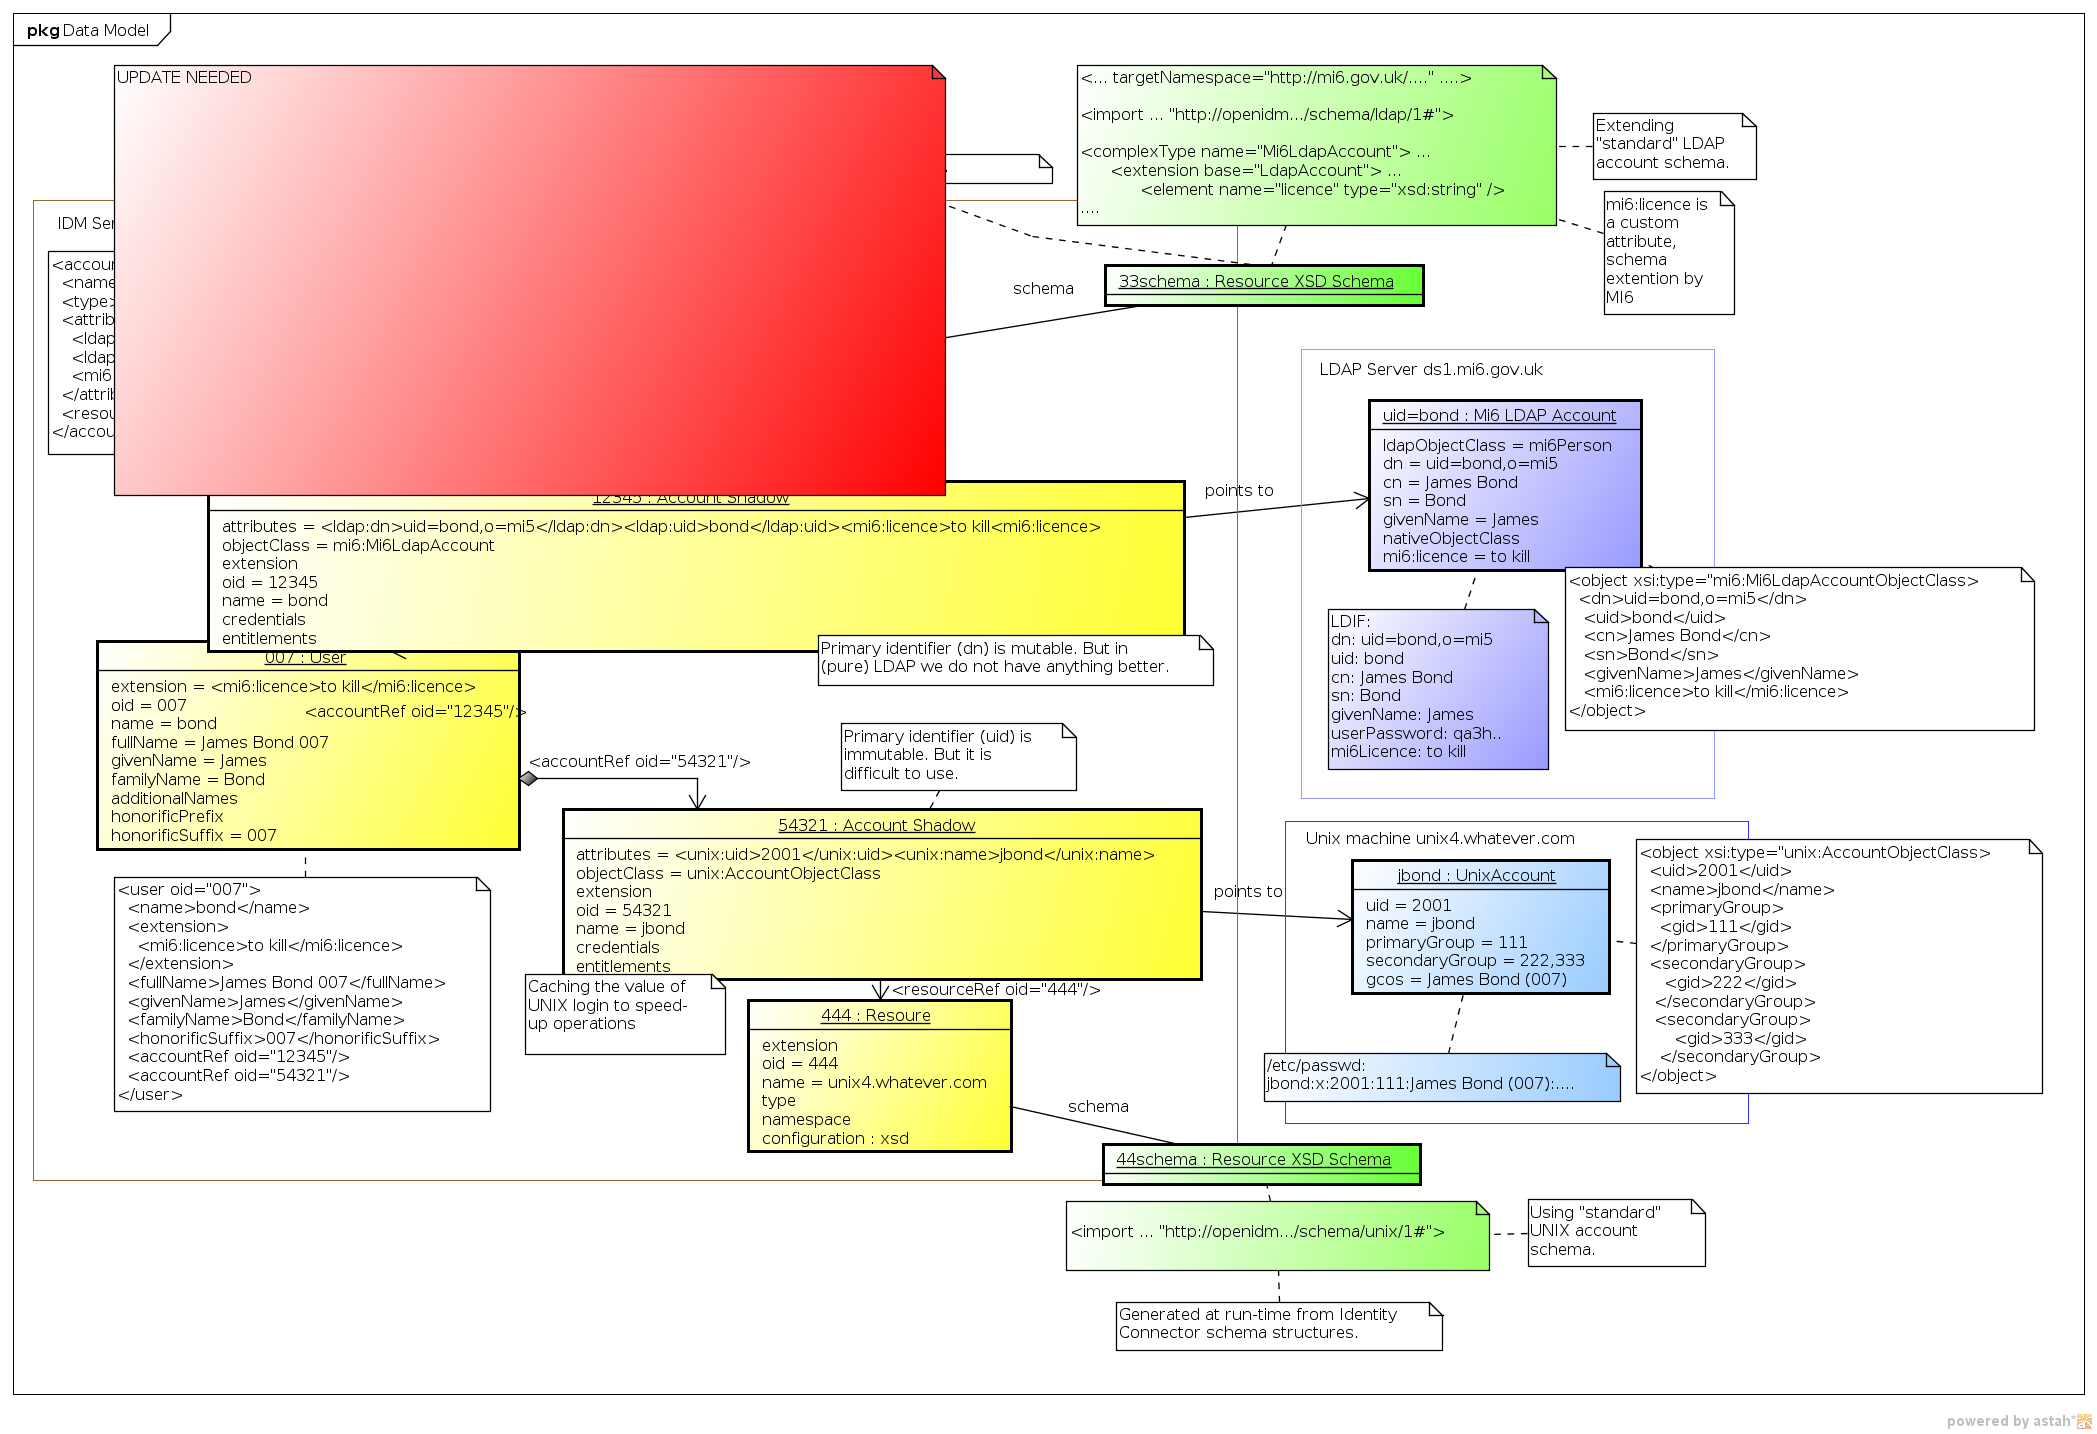 pkg Data Model
UPDATE NEEDED
<... targetNamespace="http://mi6.gov.uk/...." ....>
<import ... "http://openidm.../schema/ldap/1#">
<complexType name="Mi6LdapAccount"> ...
<extension base="LdapAccount"> ...
<element name="licence" type="xsd:string" />
....
Extending
"standard" LDAP
account schema.
mi6:licence is
a custom
attribute,
schema
extention by
MI6
IDM Ser
<accour
<name
<type>
<attrib
<ldap
<ldap
<mi6
</attrib
<resou
</accou
schema
33schema : Resource XSD Schema
LDAP Server ds1.mi6.gov.uk
uid=bond : Mi6 LDAP Account
ldapObjectClass = mi6Person
dn = uid=bond,o=mi5
cn = James Bond
sn = Bond
givenName = James
nativeObjectClass
mi6:licence = to kill
12345 : Account Shadow
attributes = <ldap:dn>uid=bond,o=mi5</ldap:dn><ldap:uid>bond</ldap:uid><mi6:licence>to kill<mi6:licence>
objectClass = mi6:Mi6LdapAccount
extension
oid = 12345
name = bond
credentials
entitlements
points to
<object xsi:type="mi6:Mi6LdapAccountObjectClass>
<dn>uid=bond,o=mi5</dn>
<uid>bond</uid>
<cn>James Bond</cn>
<sn>Bond</sn>
<givenName>James</givenName>
<mi6:licence>to kill</mi6:licence>
</object>
LDIF:
dn: uid=bond,o=mi5
uid: bond
cn: James Bond
sn: Bond
givenName: James
userPassword: qa3h..
mi6Licence: to kill
Primary identifier (dn) is mutable. But in
(pure) LDAP we do not have anything better.
007 : User
extension = <mi6:licence>to kill</mi6:licence>
oid = 007
name = bond
fullName = James Bond 007
givenName = James
familyName = Bond
additionalNames
honorificPrefix
honorificSuffix = 007
<accountRef oid="12345"/>
<accountRef oid="54321"/>
Primary identifier (uid) is
immutable. But it is
difficult to use.
54321 : Account Shadow
attributes = <unix:uid>2001</unix:uid><unix:name>jbond</unix:name>
objectClass = unix:AccountObjectClass
extension
oid = 54321
name = jbond
credentials
entitlements
points to
Unix machine unix4.whatever.com
jbond : UnixAccount
uid = 2001
name = jbond
primaryGroup = 111
secondaryGroup = 222,333
gcos = James Bond (007)
<object xsi:type="unix:AccountObjectClass>
<uid>2001</uid>
<name>jbond</name>
<primaryGroup>
<gid>111</gid>
</primaryGroup>
<secondaryGroup>
<gid>222</gid>
</secondaryGroup>
<secondaryGroup>
<gid>333</gid>
</secondaryGroup>
</object>
/etc/passwd:
jbond:x:2001:111:James Bond (007):....
<user oid="007">
<name>bond</name>
<extension>
<mi6:licence>to kill</mi6:licence>
</extension>
<fullName>James Bond 007</fullName>
<givenName>James</givenName>
<familyName>Bond</familyName>
<honorificSuffix>007</honorificSuffix>
<accountRef oid="12345"/>
<accountRef oid="54321"/>
</user>
Caching the value of
UNIX login to speed-
up operations
<resourceRef oid="444"/>
444 : Resoure
extension
oid = 444
name = unix4.whatever.com
type
namespace
configuration : xsd
schema
44schema : Resource XSD Schema
<import ... "http://openidm.../schema/unix/1#">
Using "standard"
UNIX account
schema.
Generated at run-time from Identity
Connector schema structures.
powered by astah*